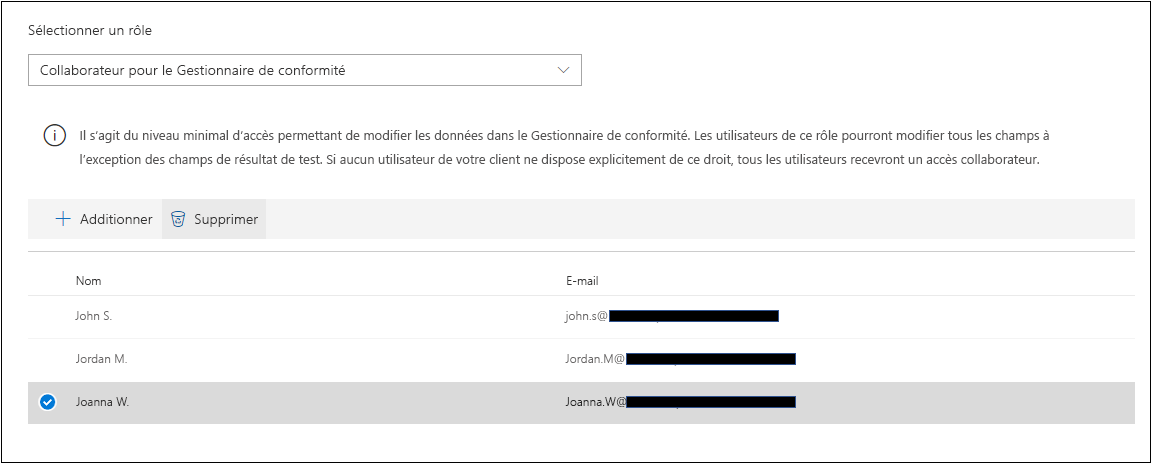 Sélectionner un rôle
Collaborateur pour le Gestionnaire de conformité
Il s’agit du niveau minimal d’accès permettant de modifier les données dans le Gestionnaire de conformité. Les utilisateurs de ce rôle pourront modifier tous les champs à
l’exception des champs de résultat de test. Si aucun utilisateur de votre client ne dispose explicitement de ce droit, tous les utilisateurs recevront un accès collaborateur.
Additionner Supprimer
Nom E-mail
John S. john.s@
Jordan M. Jordan.M@
Joanna W. Joanna.W@